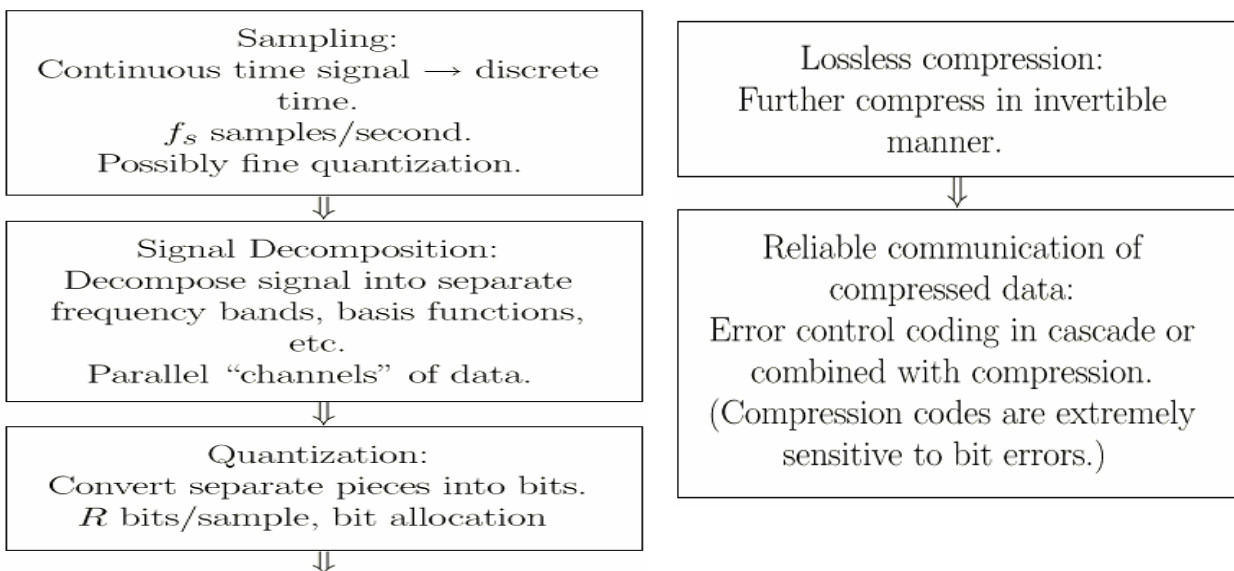 Sampling:
Continuous time signal → discrete
time.
f_s samples/second.
Possibly fine quantization.
⇓
Signal Decomposition:
Decompose signal into separate
frequency bands, basis functions,
etc.
Parallel “channels” of data.
⇓
Quantization:
Convert separate pieces into bits.
R bits/sample, bit allocation
⇓
Lossless compression:
Further compress in invertible
manner.
⇓
Reliable communication of
compressed data:
Error control coding in cascade or
combined with compression.
(Compression codes are extremely
sensitive to bit errors.)